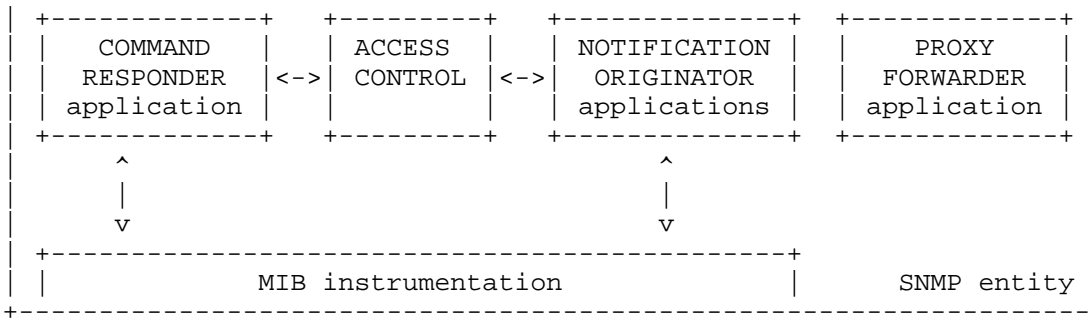 | +-------------+ +---------+ +--------------+ +-------------+
| | COMMAND | | ACCESS | | NOTIFICATION | | PROXY |
| | RESPONDER |<->| CONTROL |<->| ORIGINATOR | | FORWARDER |
| | application | | | | applications | | application |
| +-------------+ +---------+ +--------------+ +-------------+
| ^ ^
| | |
| v v
| +----------------------------------------------+
| | MIB instrumentation | SNMP entity
+--------------------------------------------------------------------